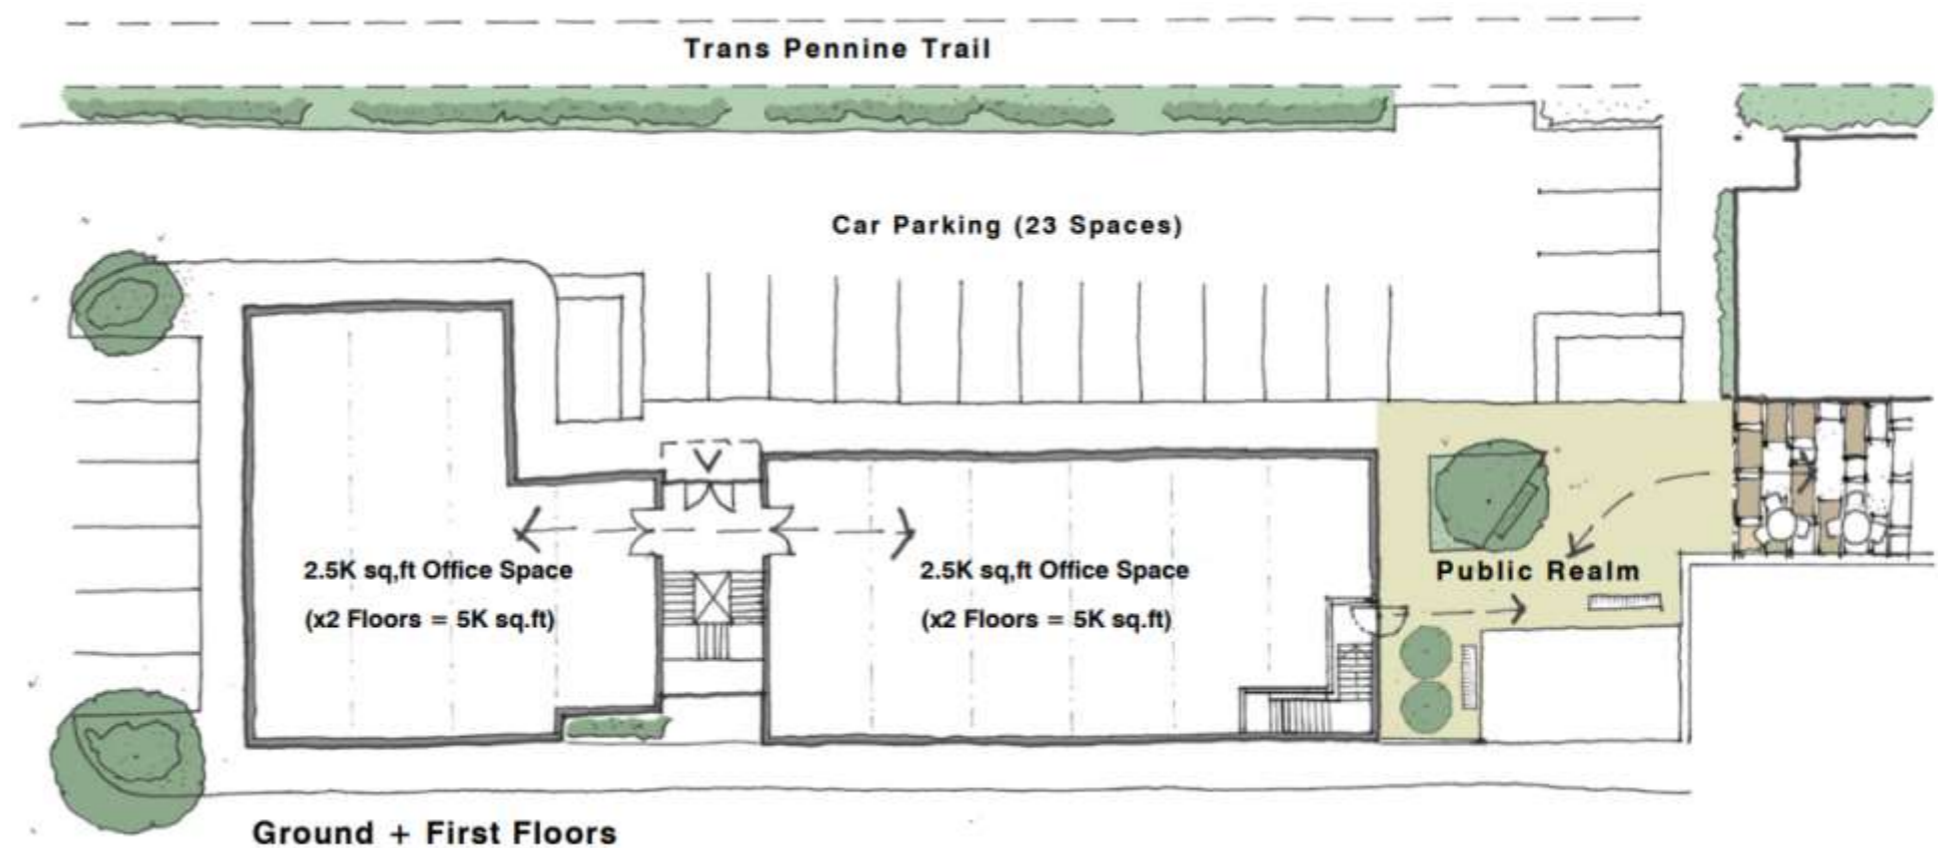 Trans Pennine Trail
Car Parking (23 Spaces)
2.5K sq,ft Office Space
(x2 Floors = 5K sq.ft)
2.5K sq,ft Office Space
(x2 Floors = 5K sq.ft)
Public Realm
Ground + First Floors